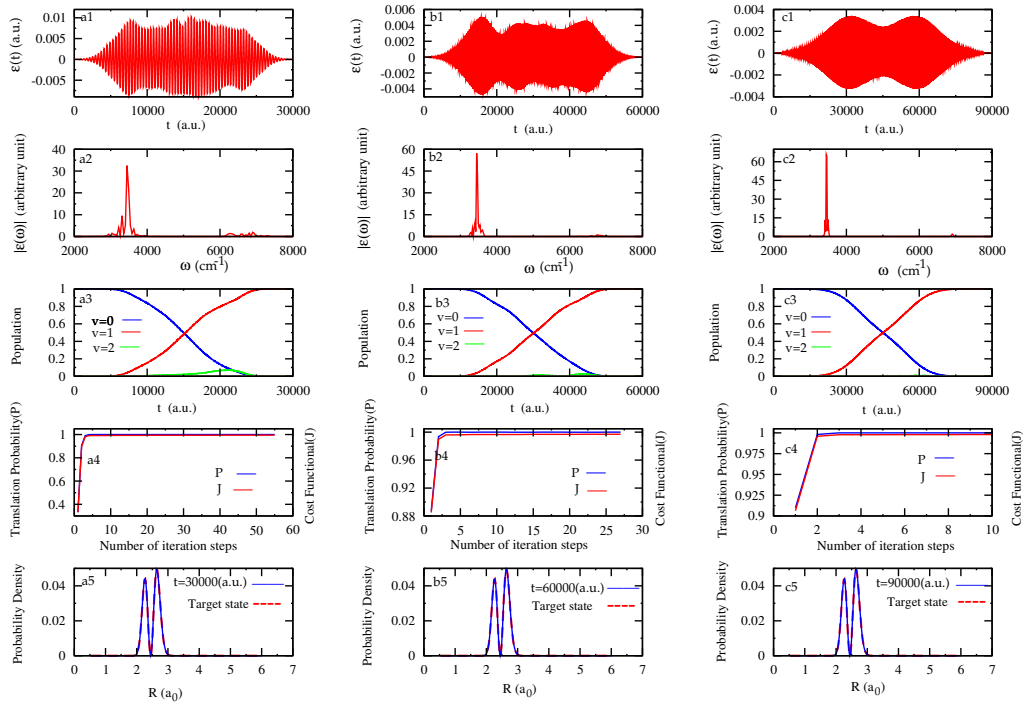 a1
ε(t) (a.u.)
0.01
0.005
0
-0.005
0 10000 20000 30000
t (a.u.)
b1
ε(t) (a.u.)
0.006
0.004
0.002
0
-0.002
-0.004
0 20000 40000 60000
t (a.u.)
c1
ε(t) (a.u.)
0.004
0.002
0
-0.002
-0.004
0 30000 60000 90000
t (a.u.)
a2
|ε(ω)| (arbitrary unit)
40
30
20
10
0
2000 4000 6000 8000
ω (cm-1)
b2
|ε(ω)| (arbitrary unit)
60
45
30
15
0
2000 4000 6000 8000
ω (cm-1)
c2
|ε(ω)| (arbitrary unit)
60
45
30
15
0
2000 4000 6000 8000
ω (cm-1)
a3
Population
1
0.8
0.6
0.4
0.2
0
v=0
v=1
v=2
0 10000 20000 30000
t (a.u.)
b3
Population
1
0.8
0.6
0.4
0.2
0
v=0
v=1
v=2
0 20000 40000 60000
t (a.u.)
c3
Population
1
0.8
0.6
0.4
0.2
0
v=0
v=1
v=2
0 30000 60000 90000
t (a.u.)
a4
Translation Probability(P)
1
0.8
0.6
0.4
P
J
Cost Functional(J)
0 10 20 30 40 50 60
Number of iteration steps
b4
Translation Probability(P)
1
0.96
0.92
0.88
P
J
Cost Functional(J)
0 5 10 15 20 25 30
Number of iteration steps
c4
Translation Probability(P)
1
0.975
0.95
0.925
0.9
P
J
Cost Functional(J)
0 2 4 6 8 10
Number of iteration steps
a5
Probability Density
0.04
0.02
0
t=30000(a.u.)
Target state
0 1 2 3 4 5 6 7
R (a0)
b5
Probability Density
0.04
0.02
0
t=60000(a.u.)
Target state
0 1 2 3 4 5 6 7
R (a0)
c5
Probability Density
0.04
0.02
0
t=90000(a.u.)
Target state
0 1 2 3 4 5 6 7
R (a0)